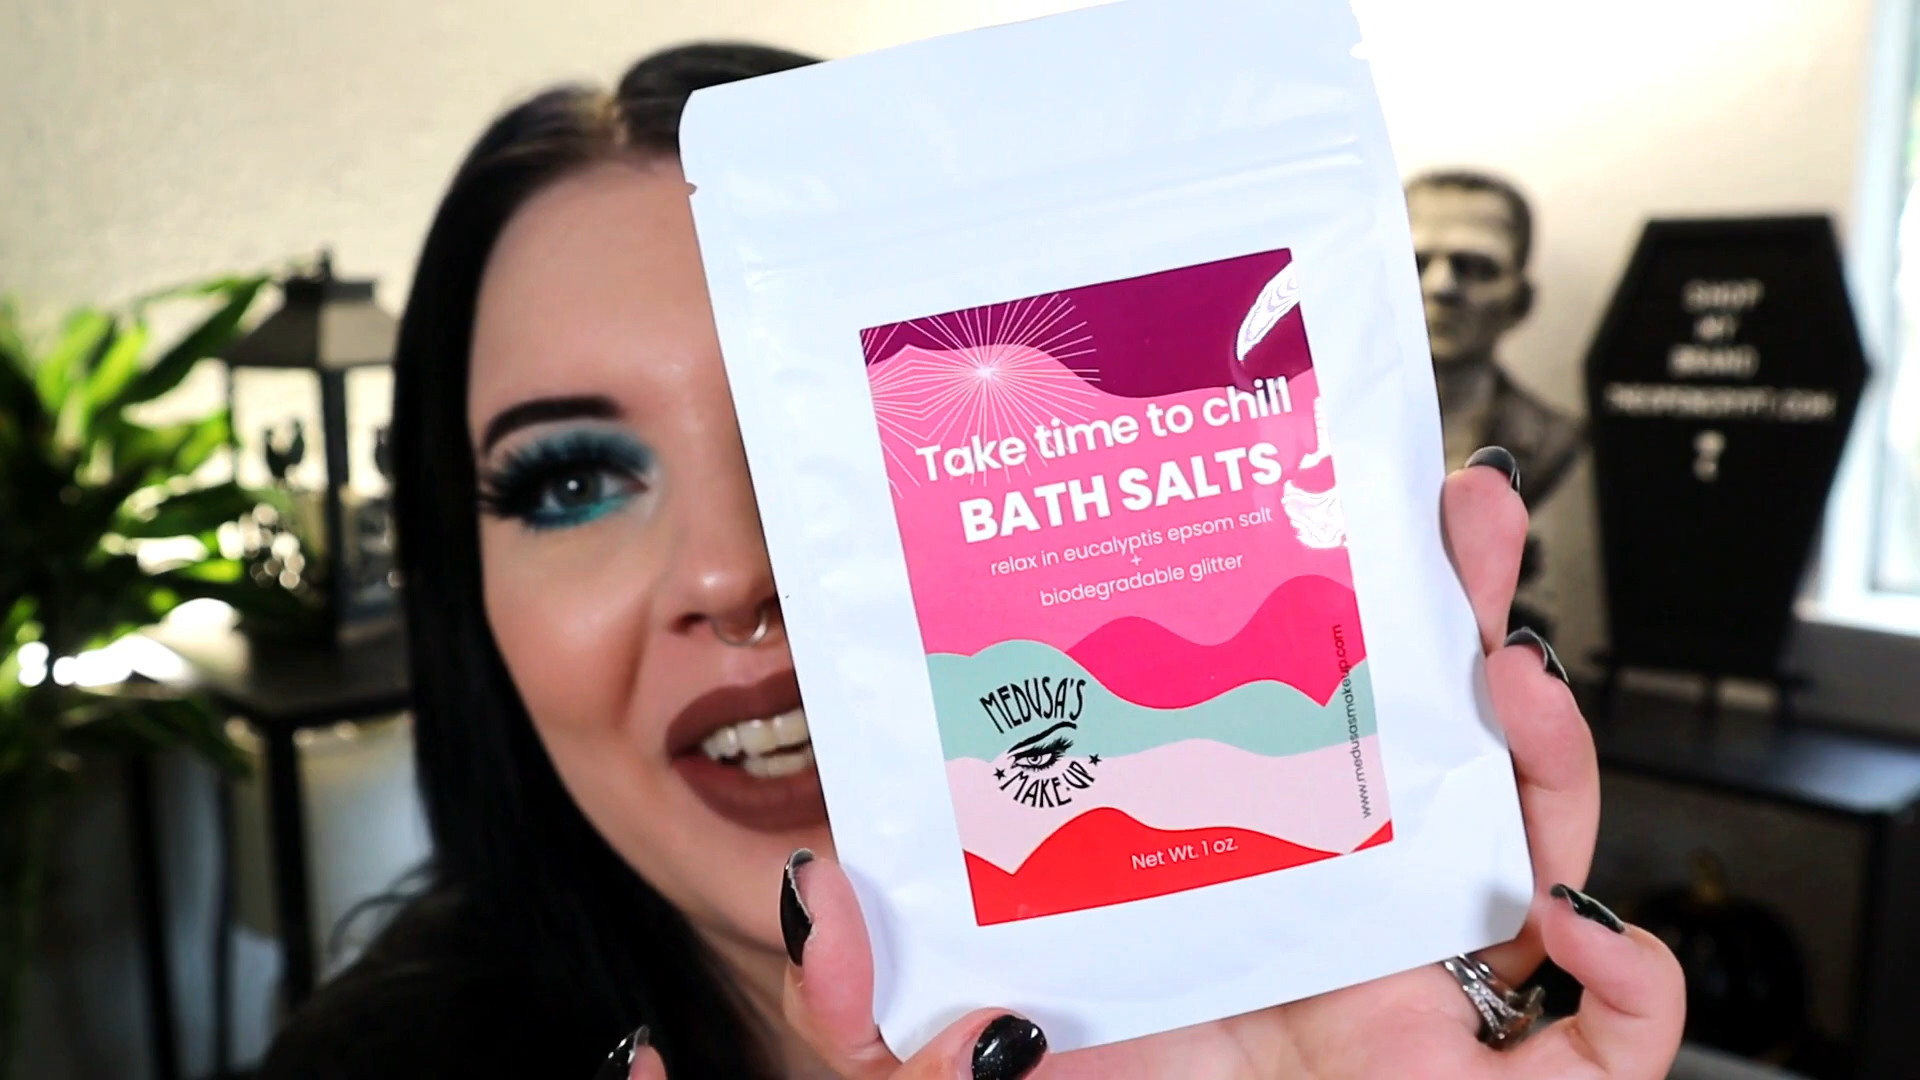 Take time to chill
BATH SALTS
relax in eucalyptis epsom salt
+
biodegradable glitter
MEDUSA'S
MAKE-UP
www.medusasmakeup.com
Net Wt. 1 oz.